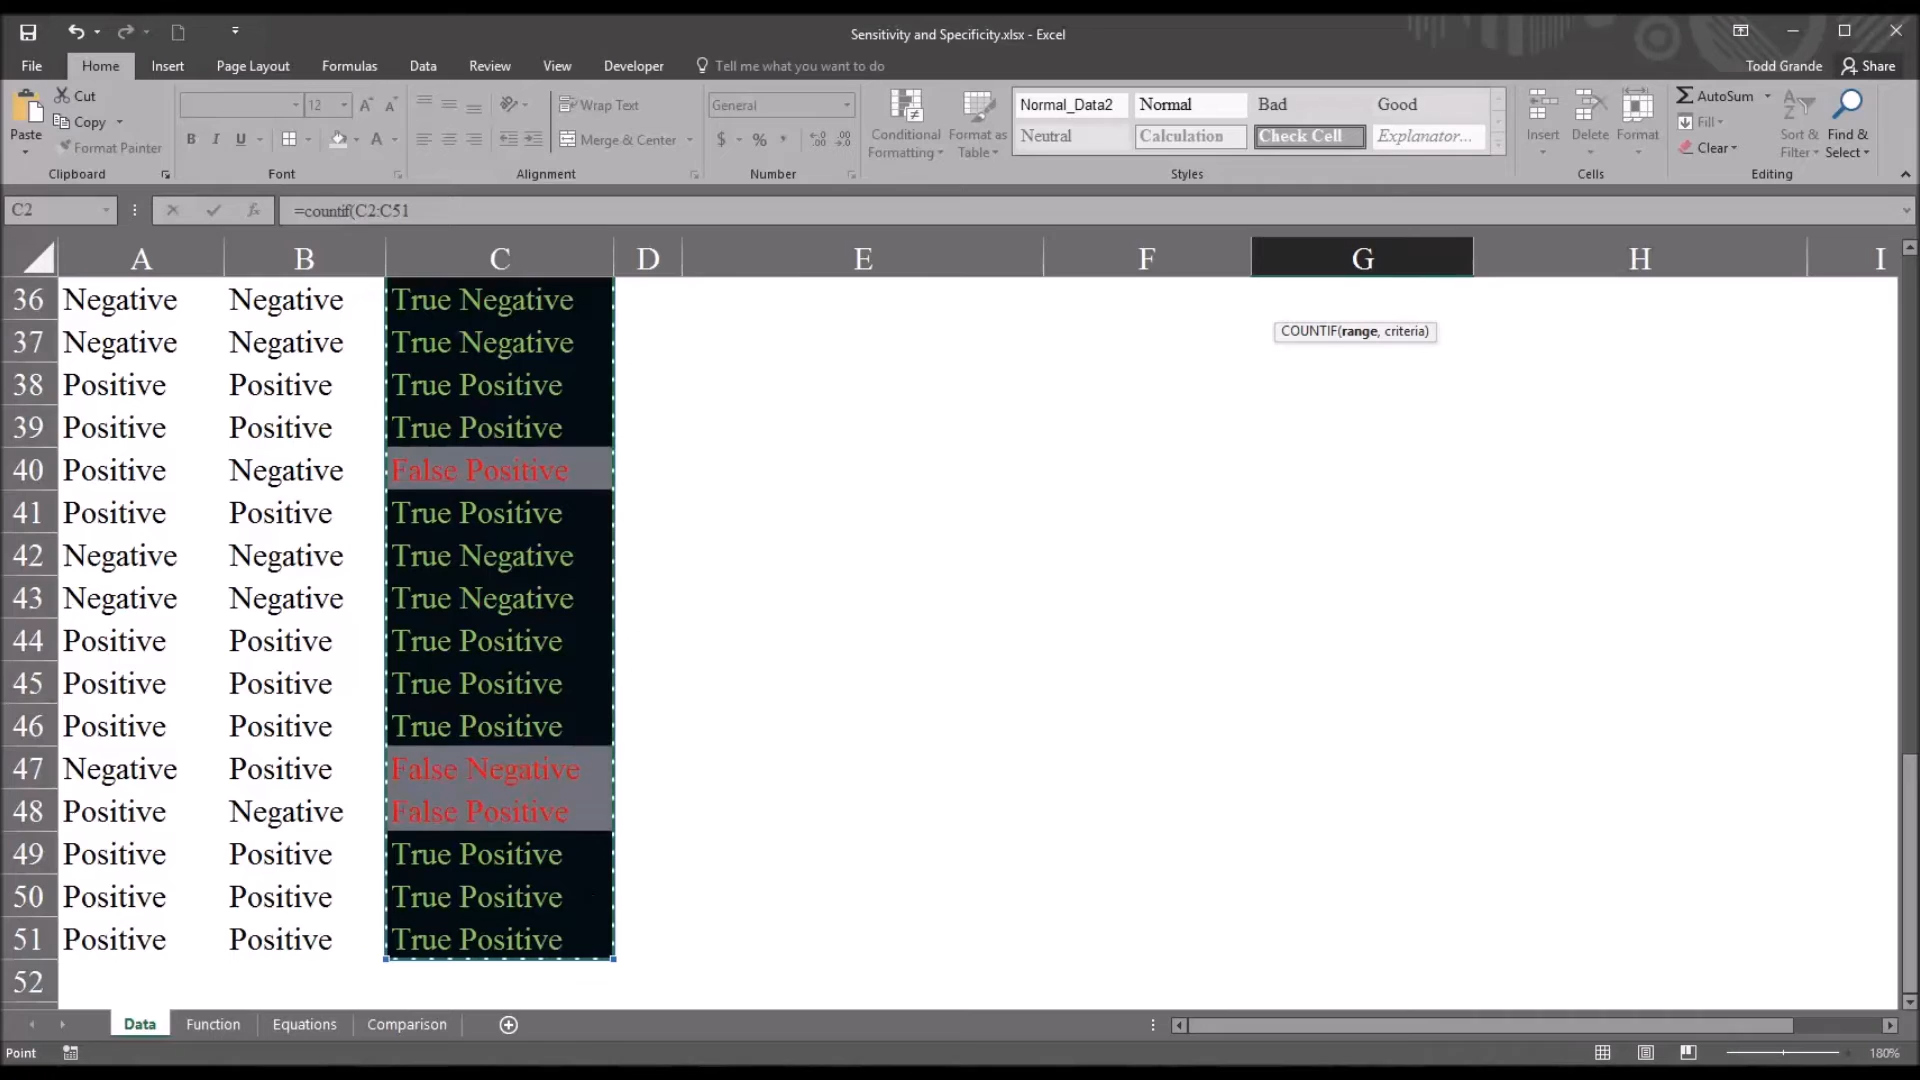 Sensitivity and Specificity.xlsx - Excel
File Home Insert Page Layout Formulas Data Review View Developer Tell me what you want to do Todd Grande Share
Paste
Cut
Copy
Format Painter
Clipboard
12 A A
B I U A
Font
Wrap Text
Merge & Center
Alignment
General
$ % ,
Number
Conditional Formatting
Format as Table
Normal_Data2 Normal Bad Good
Neutral Calculation Check Cell Explanator...
Styles
Insert Delete Format
Cells
AutoSum
Fill
Clear
Sort & Filter
Find & Select
Editing
C2 fx =countif(C2:C51
A B C D E F G H I
36 Negative Negative True Negative
COUNTIF(range, criteria)
37 Negative Negative True Negative
38 Positive Positive True Positive
39 Positive Positive True Positive
40 Positive Negative False Positive
41 Positive Positive True Positive
42 Negative Negative True Negative
43 Negative Negative True Negative
44 Positive Positive True Positive
45 Positive Positive True Positive
46 Positive Positive True Positive
47 Negative Positive False Negative
48 Positive Negative False Positive
49 Positive Positive True Positive
50 Positive Positive True Positive
51 Positive Positive True Positive
52
Data Function Equations Comparison
Point 180%